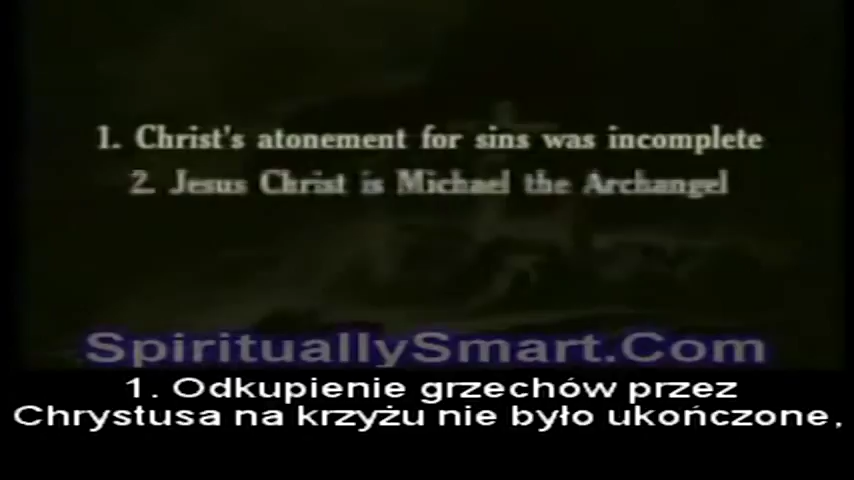 1. Christ's atonement for sins was incomplete
2. Jesus Christ is Michael the Archangel
SpirituallySmart.Com
1. Odkupienie grzechów przez
Chrystusa na krzyżu nie było ukończone,